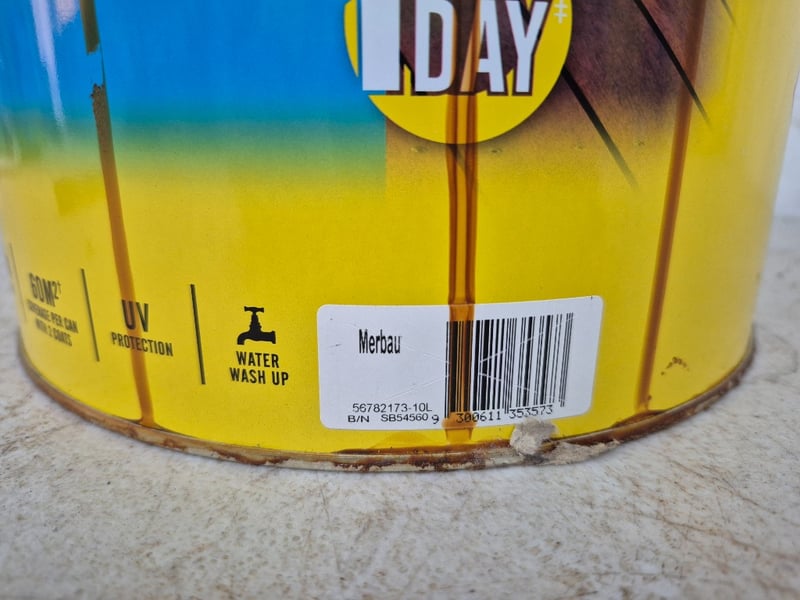 1 DAY‡
60M²†
COVERAGE PER CAN
WITH 2 COATS
UV
PROTECTION
WATER
WASH UP
Merbau
56782173-10L
B/N SB54560
9 300611 353573